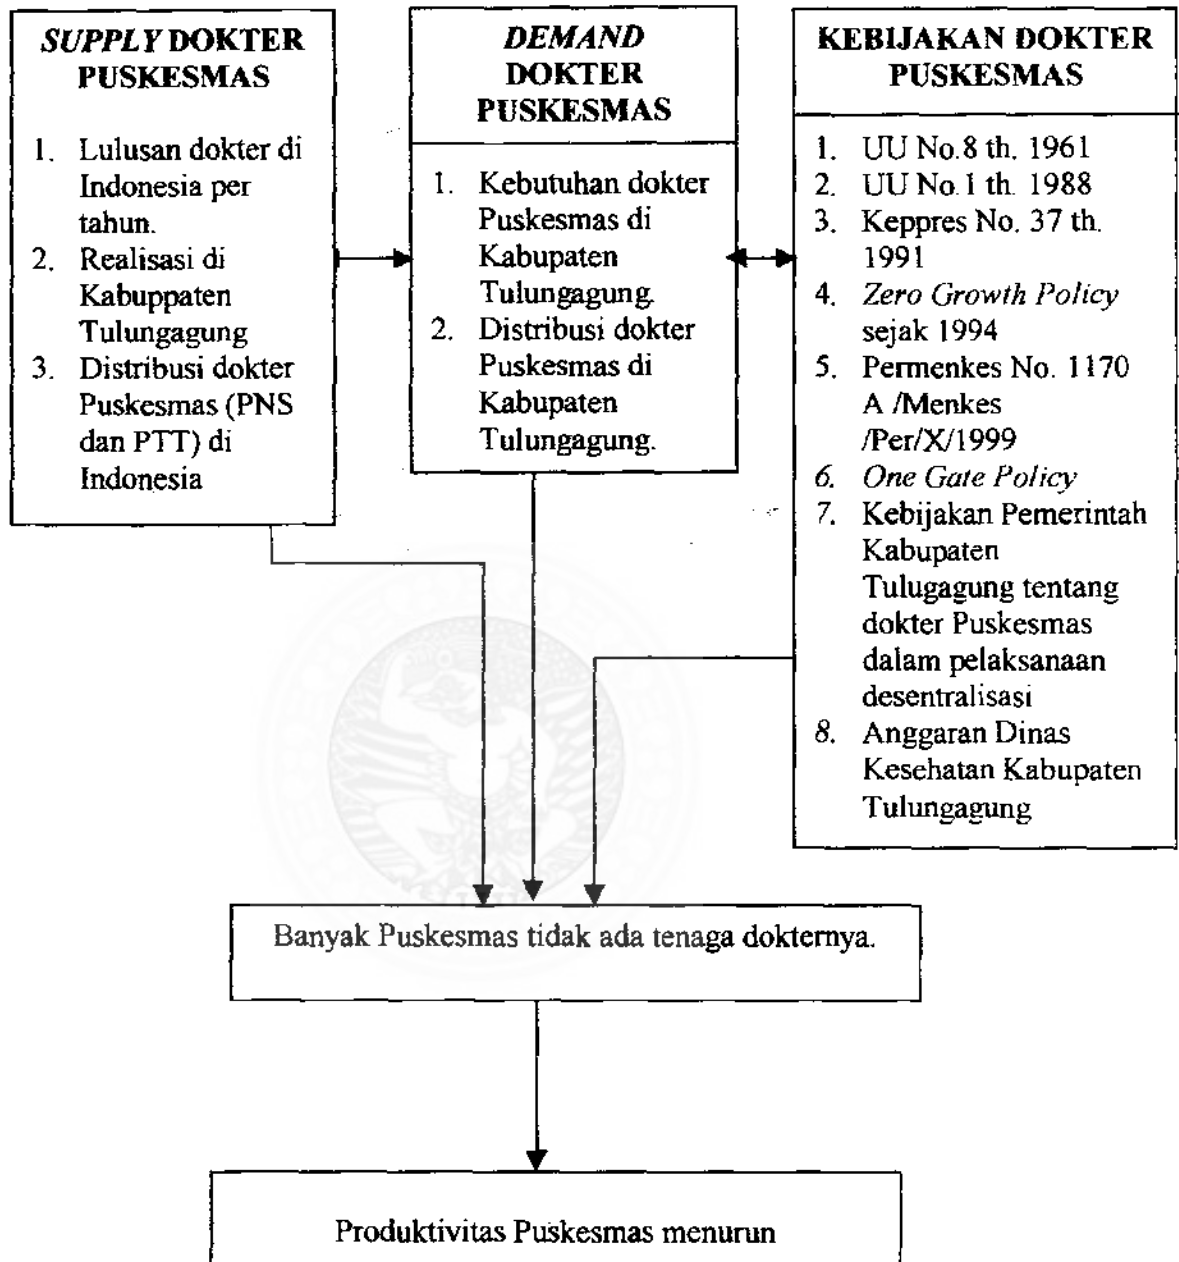 SUPPLY DOKTER
PUSKESMAS
1. Lulusan dokter di
Indonesia per
tahun.
2. Realisasi di
Kabuppaten
Tulungagung
3. Distribusi dokter
Puskesmas (PNS
dan PTT) di
Indonesia
DEMAND
DOKTER
PUSKESMAS
1. Kebutuhan dokter
Puskesmas di
Kabupaten
Tulungagung.
2. Distribusi dokter
Puskesmas di
Kabupaten
Tulungagung.
KEBIJAKAN DOKTER
PUSKESMAS
1. UU No.8 th. 1961
2. UU No.1 th. 1988
3. Keppres No. 37 th.
1991
4. Zero Growth Policy
sejak 1994
5. Permenkes No. 1170
A /Menkes
/Per/X/1999
6. One Gate Policy
7. Kebijakan Pemerintah
Kabupaten
Tulugagung tentang
dokter Puskesmas
dalam pelaksanaan
desentralisasi
8. Anggaran Dinas
Kesehatan Kabupaten
Tulungagung
Banyak Puskesmas tidak ada tenaga dokternya.
Produktivitas Puskesmas menurun